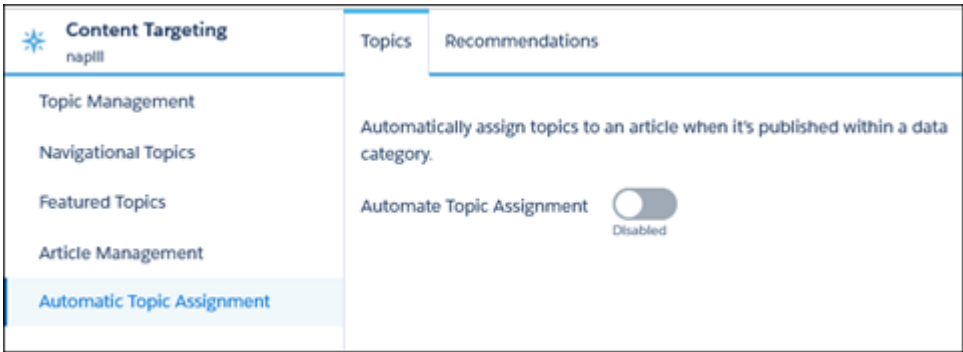 Content Targeting
napIII
Topic Management
Navigational Topics
Featured Topics
Article Management
Automatic Topic Assignment
Topics
Recommendations
Automatically assign topics to an article when it's published within a data
category.
Automate Topic Assignment
Disabled